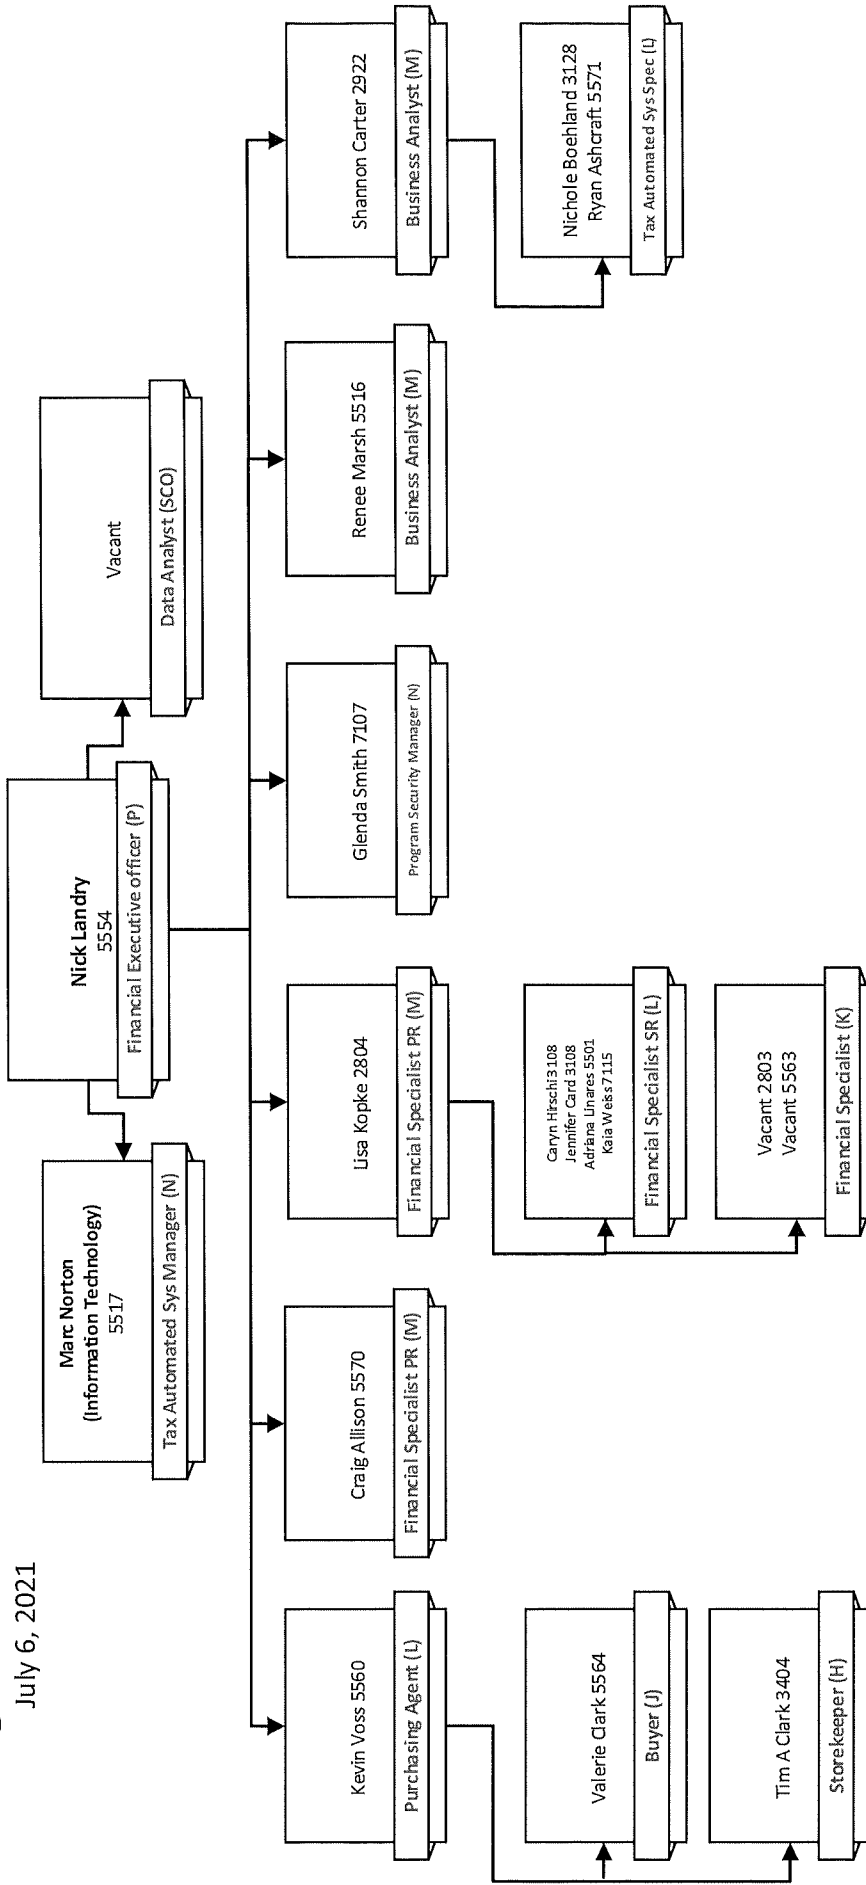 July 6, 2021
Nick Landry
5554
Financial Executive officer (P)
Marc Norton
(Information Technology)
5517
Tax Automated Sys Manager (N)
Vacant
Data Analyst (SCO)
Kevin Voss 5560
Purchasing Agent (L)
Craig Allison 5570
Financial Specialist PR (M)
Lisa Kopke 2804
Financial Specialist PR (M)
Glenda Smith 7107
Program Security Manager (N)
Renee Marsh 5516
Business Analyst (M)
Shannon Carter 2922
Business Analyst (M)
Valerie Clark 5564
Buyer (J)
Caryn Hirschi 3108
Jennifer Card 3108
Adriana Linares 5501
Kaia Weiss 7115
Financial Specialist SR (L)
Nichole Boehland 3128
Ryan Ashcraft 5571
Tax Automated Sys Spec (L)
Tim A Clark 3404
Storekeeper (H)
Vacant 2803
Vacant 5563
Financial Specialist (K)